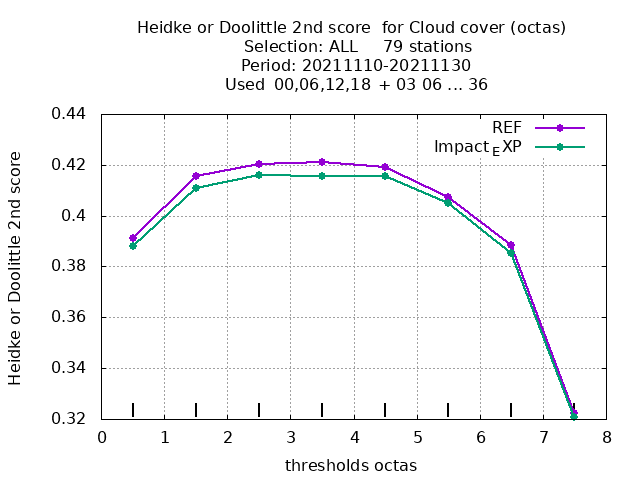 Heidke or Doolittle 2nd score  for Cloud cover (octas)
Selection: ALL     79 stations
Period: 20211110-20211130
Used  00,06,12,18 + 03 06 ... 36
REF
Impact_EXP
0.44
0.42
0.4
0.38
0.36
0.34
0.32
Heidke or Doolittle 2nd score
0 1 2 3 4 5 6 7 8
thresholds octas